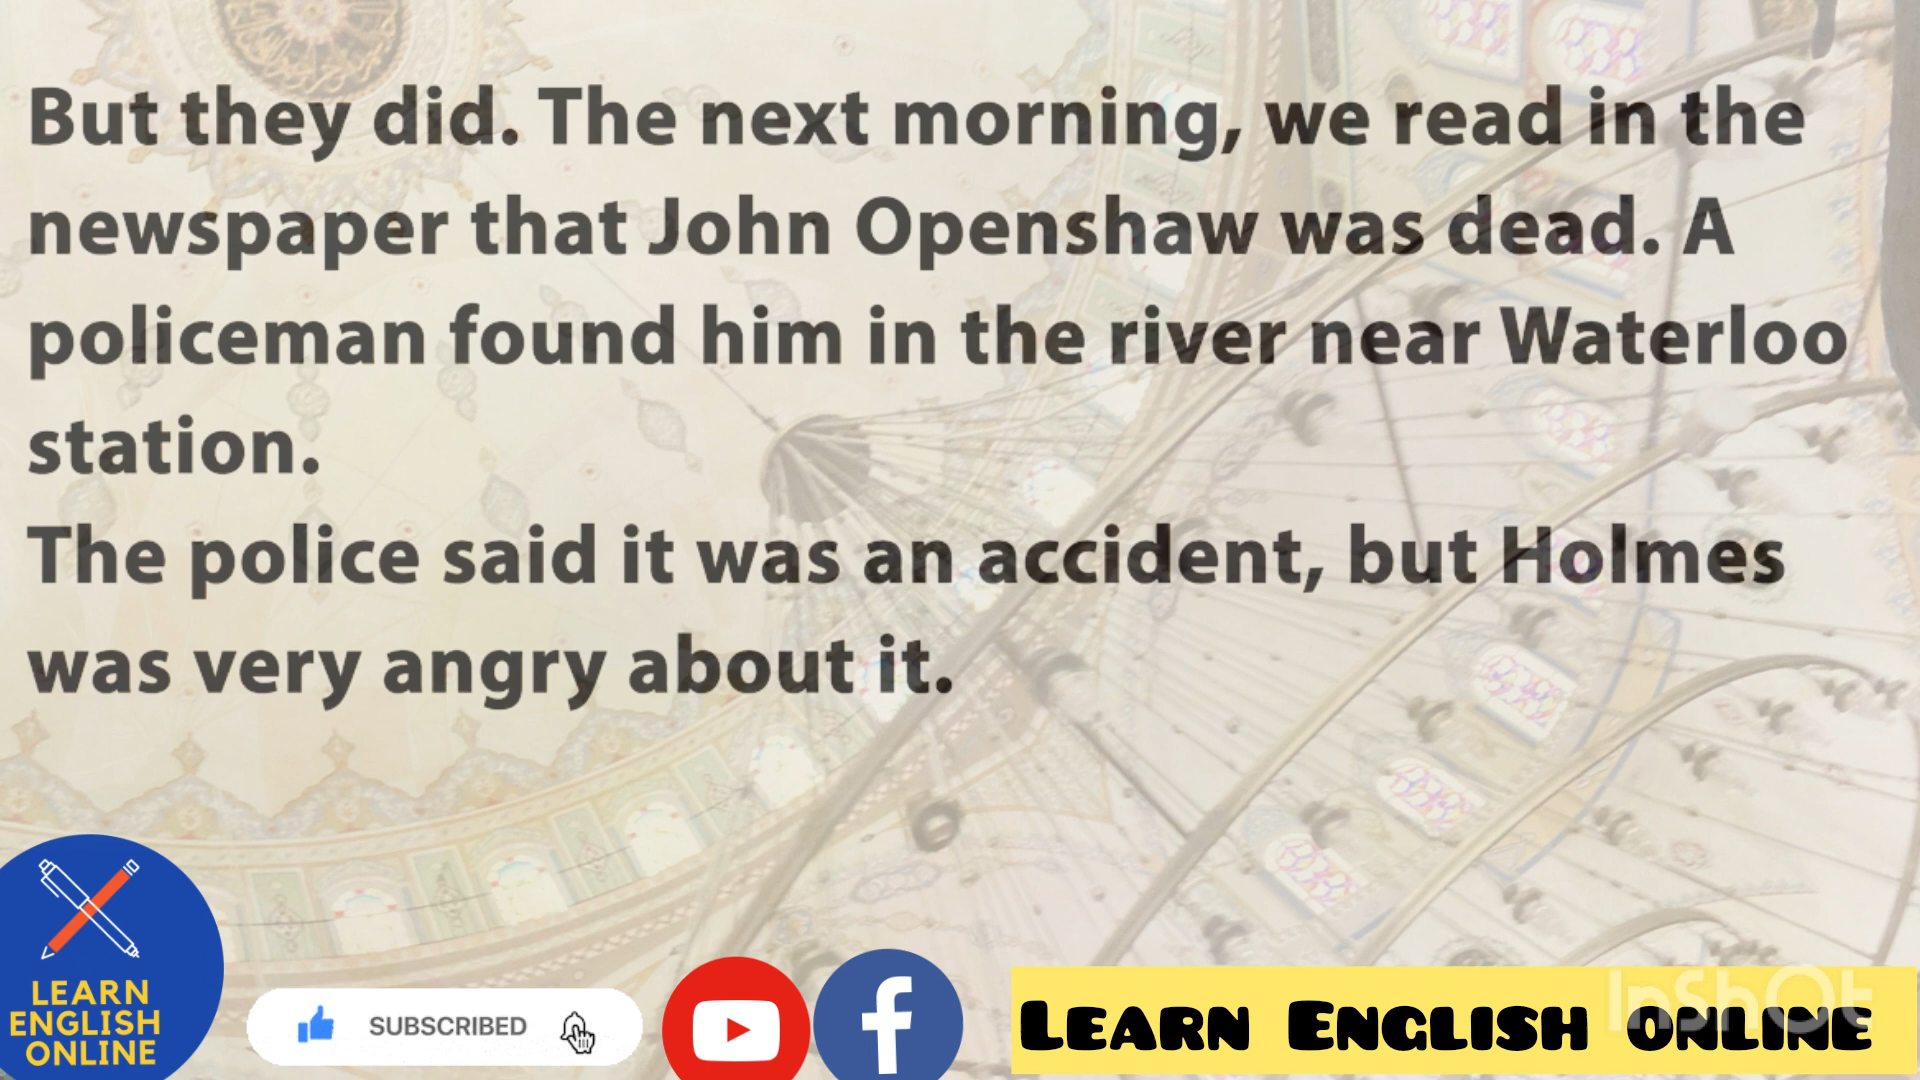 But they did. The next morning, we read in the
newspaper that John Openshaw was dead. A
policeman found him in the river near Waterloo
station.
The police said it was an accident, but Holmes
was very angry about it.
LEARN
ENGLISH
ONLINE
SUBSCRIBED
LEARN ENGLISH ONLINE
InShOt